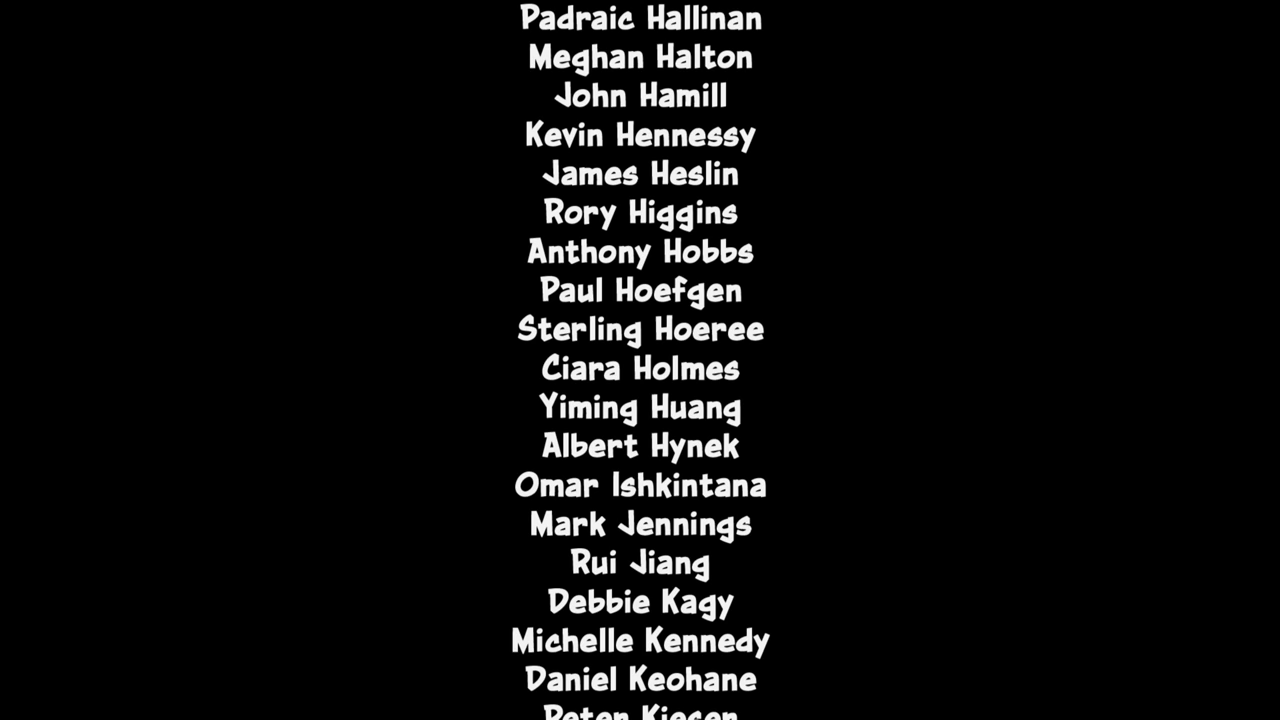 Padraic Hallinan
Meghan Halton
John Hamill
Kevin Hennessy
James Heslin
Rory Higgins
Anthony Hobbs
Paul Hoefgen
Sterling Hoeree
Ciara Holmes
Yiming Huang
Albert Hynek
Omar Ishkintana
Mark Jennings
Rui Jiang
Debbie Kagy
Michelle Kennedy
Daniel Keohane
Peter